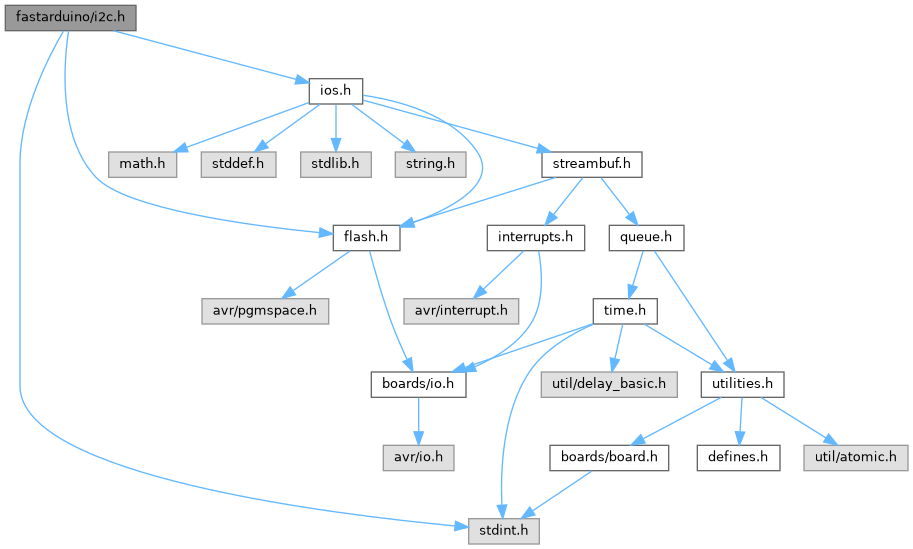 fastarduino/i2c.h
ios.h
math.h
stddef.h
stdlib.h
string.h
streambuf.h
flash.h
interrupts.h
queue.h
avr/pgmspace.h
avr/interrupt.h
time.h
boards/io.h
util/delay_basic.h
utilities.h
avr/io.h
boards/board.h
defines.h
util/atomic.h
stdint.h